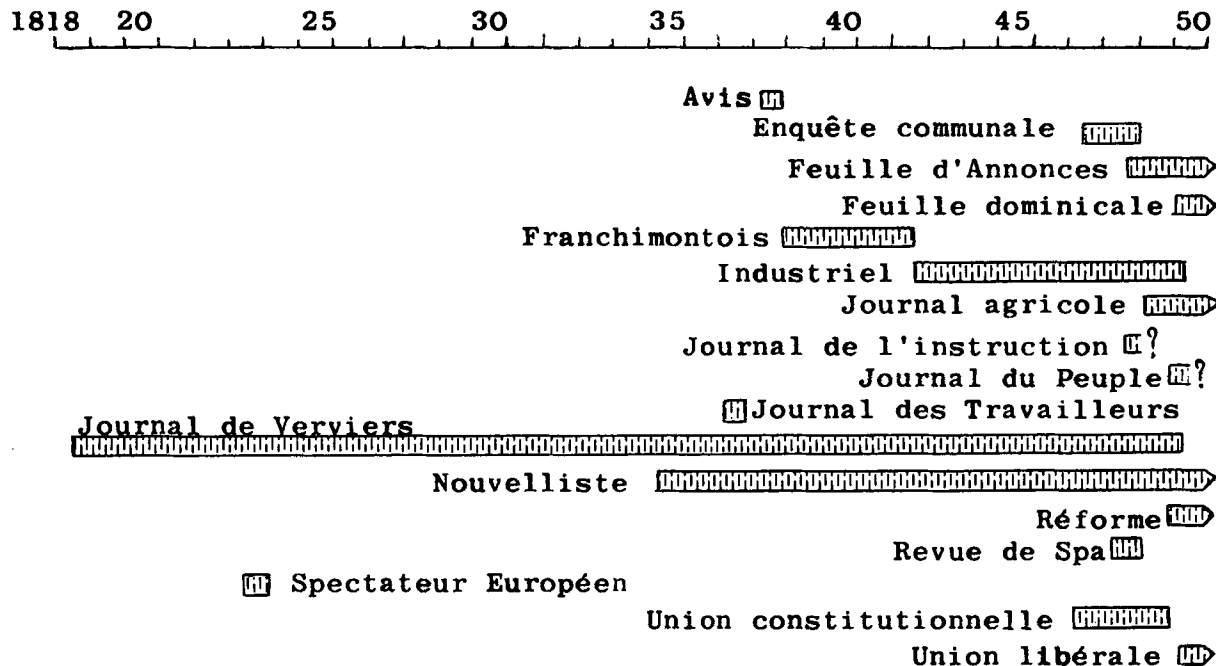 1818 20 25 30 35 40 45 50
Avis
Enquête communale
Feuille d'Annonces
Feuille dominicale
Franchimontois
Industriel
Journal agricole
Journal de l'instruction ?
Journal du Peuple ?
Journal des Travailleurs
Journal de Verviers
Nouvelliste
Réforme
Revue de Spa
Spectateur Européen
Union constitutionnelle
Union libérale